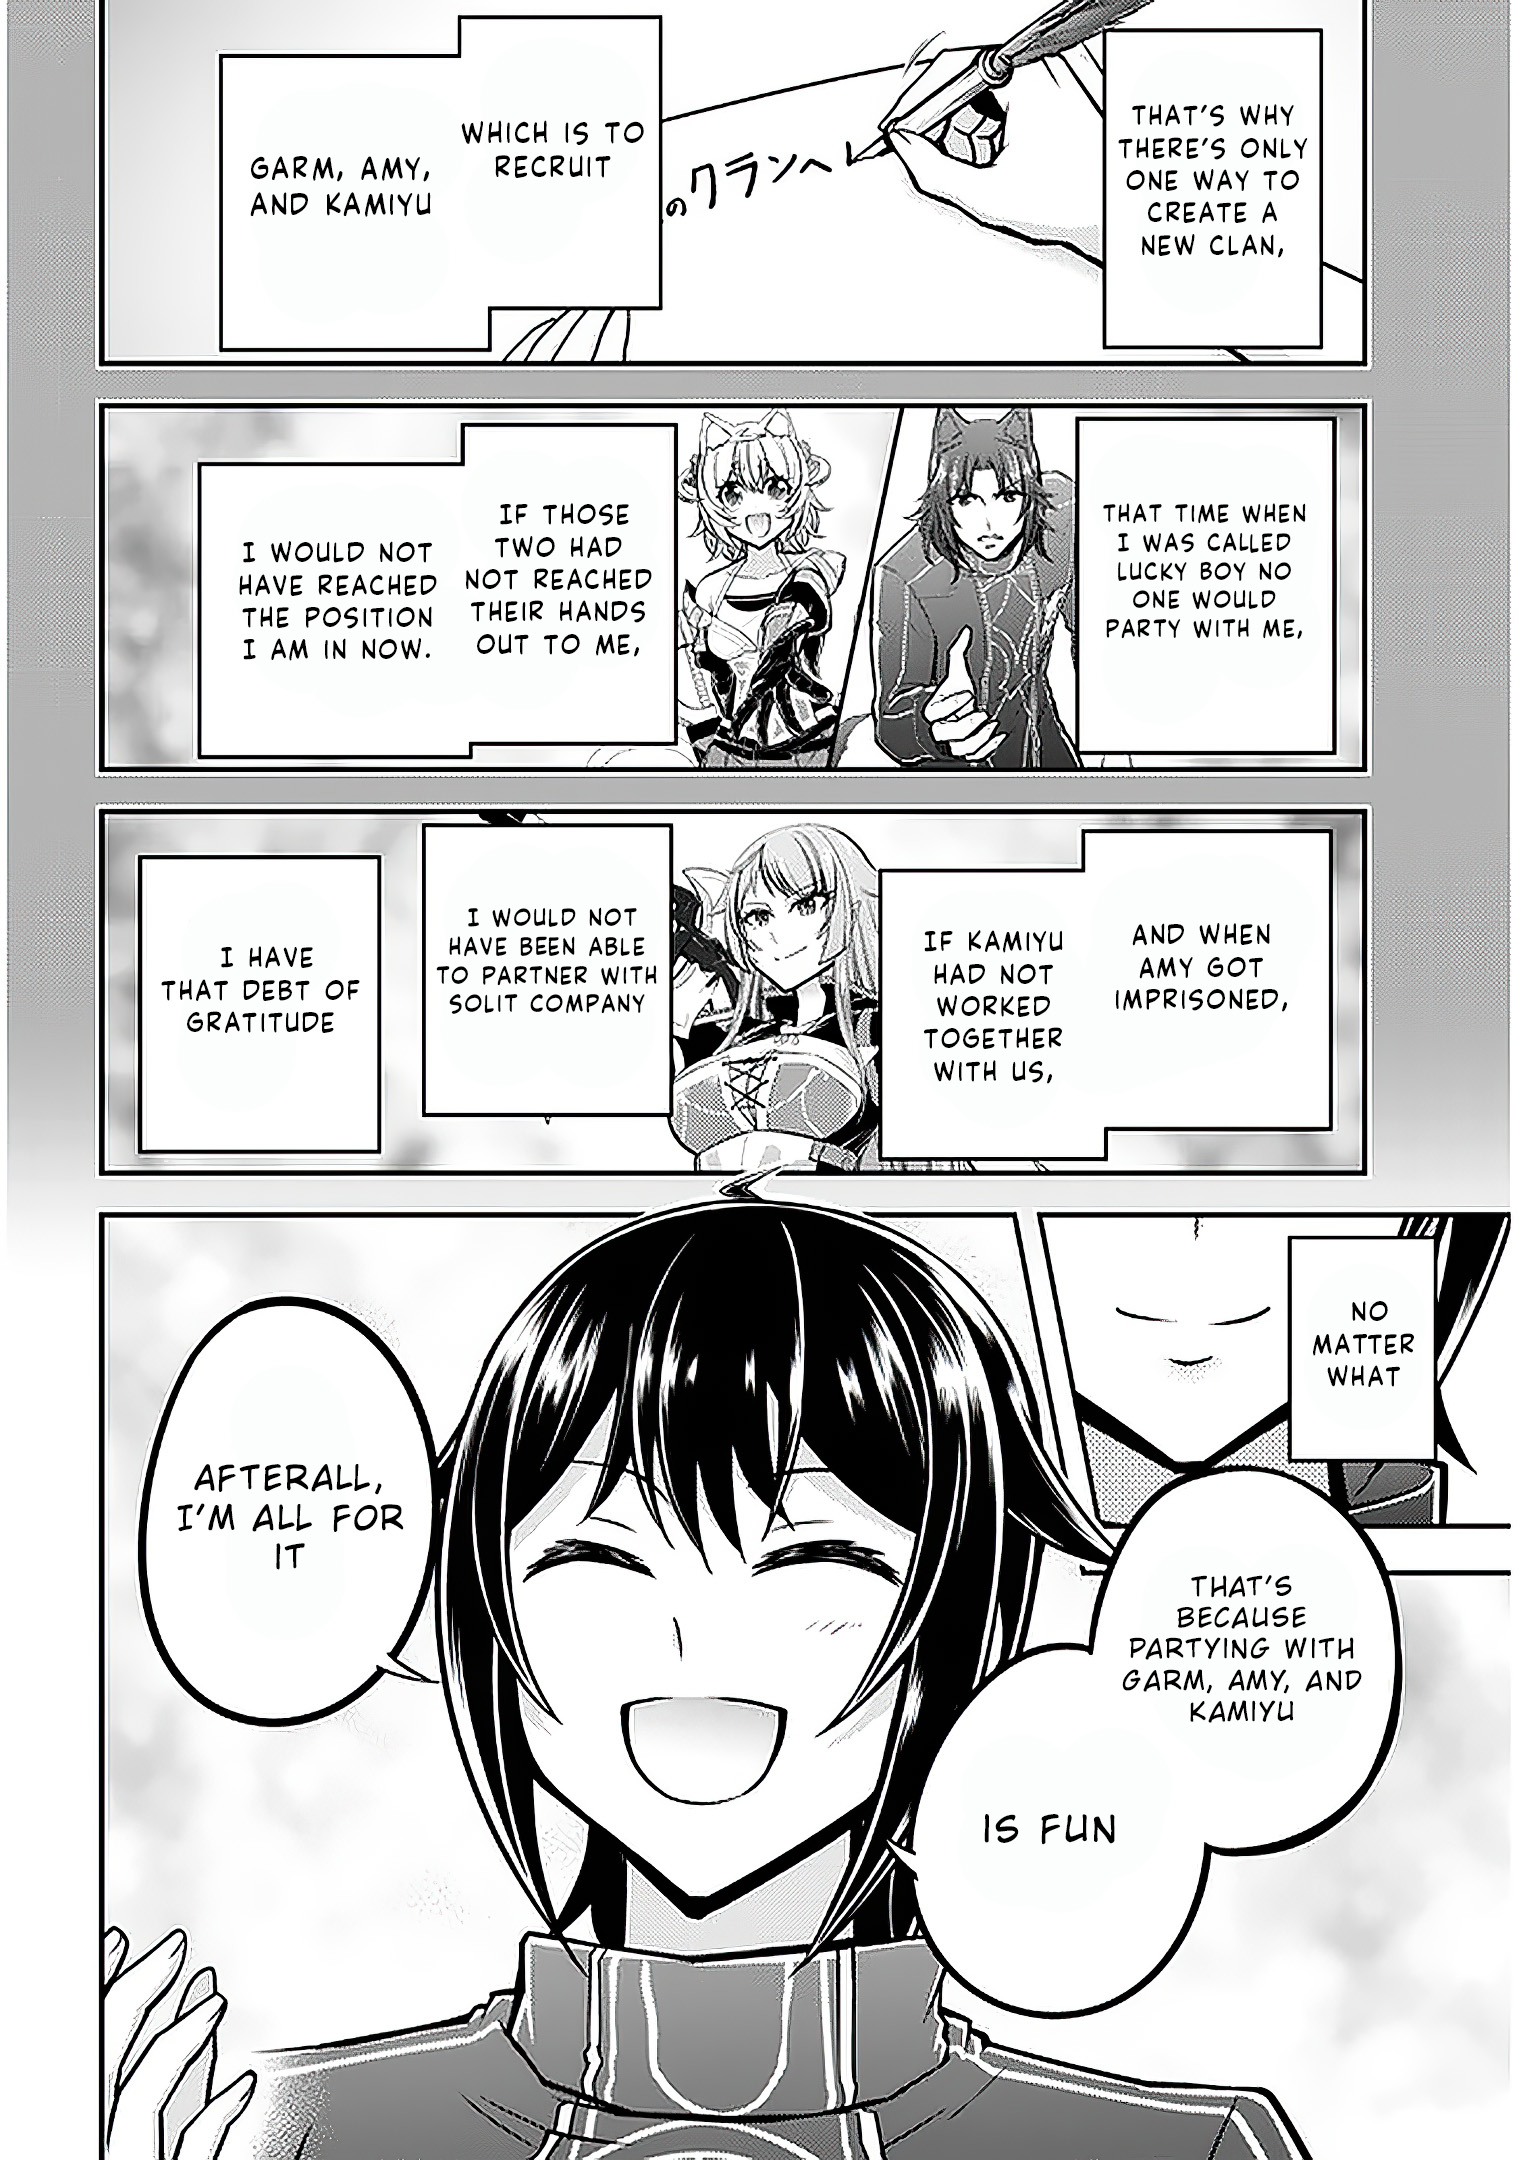 THAT'S WHY
THERE'S ONLY
ONE WAY TO
CREATE A
NEW CLAN,
のクランへ
WHICH IS TO
RECRUIT
GARM, AMY,
AND KAMIYU
THAT TIME WHEN
I WAS CALLED
LUCKY BOY NO
ONE WOULD
PARTY WITH ME,
IF THOSE
TWO HAD
NOT REACHED
THEIR HANDS
OUT TO ME,
I WOULD NOT
HAVE REACHED
THE POSITION
I AM IN NOW.
AND WHEN
AMY GOT
IMPRISONED,
IF KAMIYU
HAD NOT
WORKED
TOGETHER
WITH US,
I WOULD NOT
HAVE BEEN ABLE
TO PARTNER WITH
SOLIT COMPANY
I HAVE
THAT DEBT OF
GRATITUDE
NO
MATTER
WHAT
THAT'S
BECAUSE
PARTYING WITH
GARM, AMY, AND
KAMIYU
IS FUN
AFTERALL,
I'M ALL FOR
IT